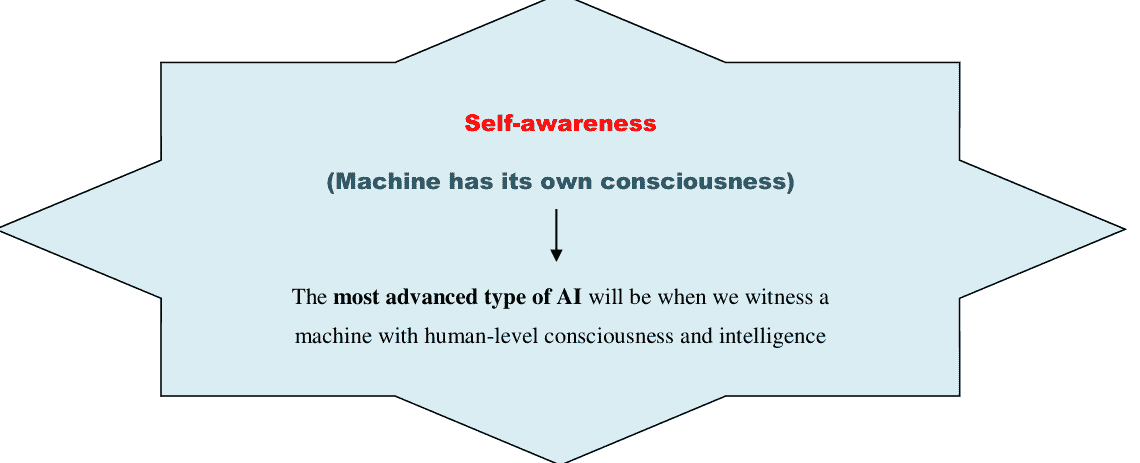 Self-awareness
(Machine has its own consciousness)
The most advanced type of AI will be when we witness a
machine with human-level consciousness and intelligence